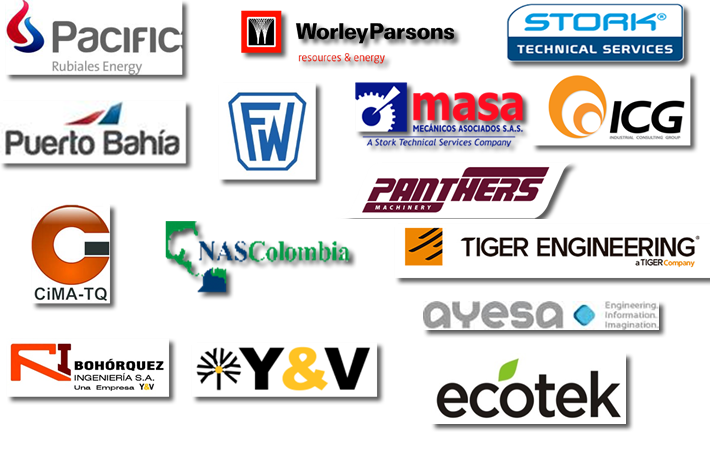 Pacific
Rubiales Energy
WorleyParsons
resources & energy
STORK®
TECHNICAL SERVICES
Puerto Bahía
FW
masa
MECÁNICOS ASOCIADOS S.A.S.
A Stork Technical Services Company
ICG
INDUSTRIAL CONSULTING GROUP
PANTHERS
MACHINERY
CiMA-TQ
NASColombia
TIGER ENGINEERING®
a TIGER Company
ayesa
Engineering.
Information.
Imagination.
BOHÓRQUEZ
INGENIERÍA S.A.
Una Empresa Y&V
Y&V
ecotek